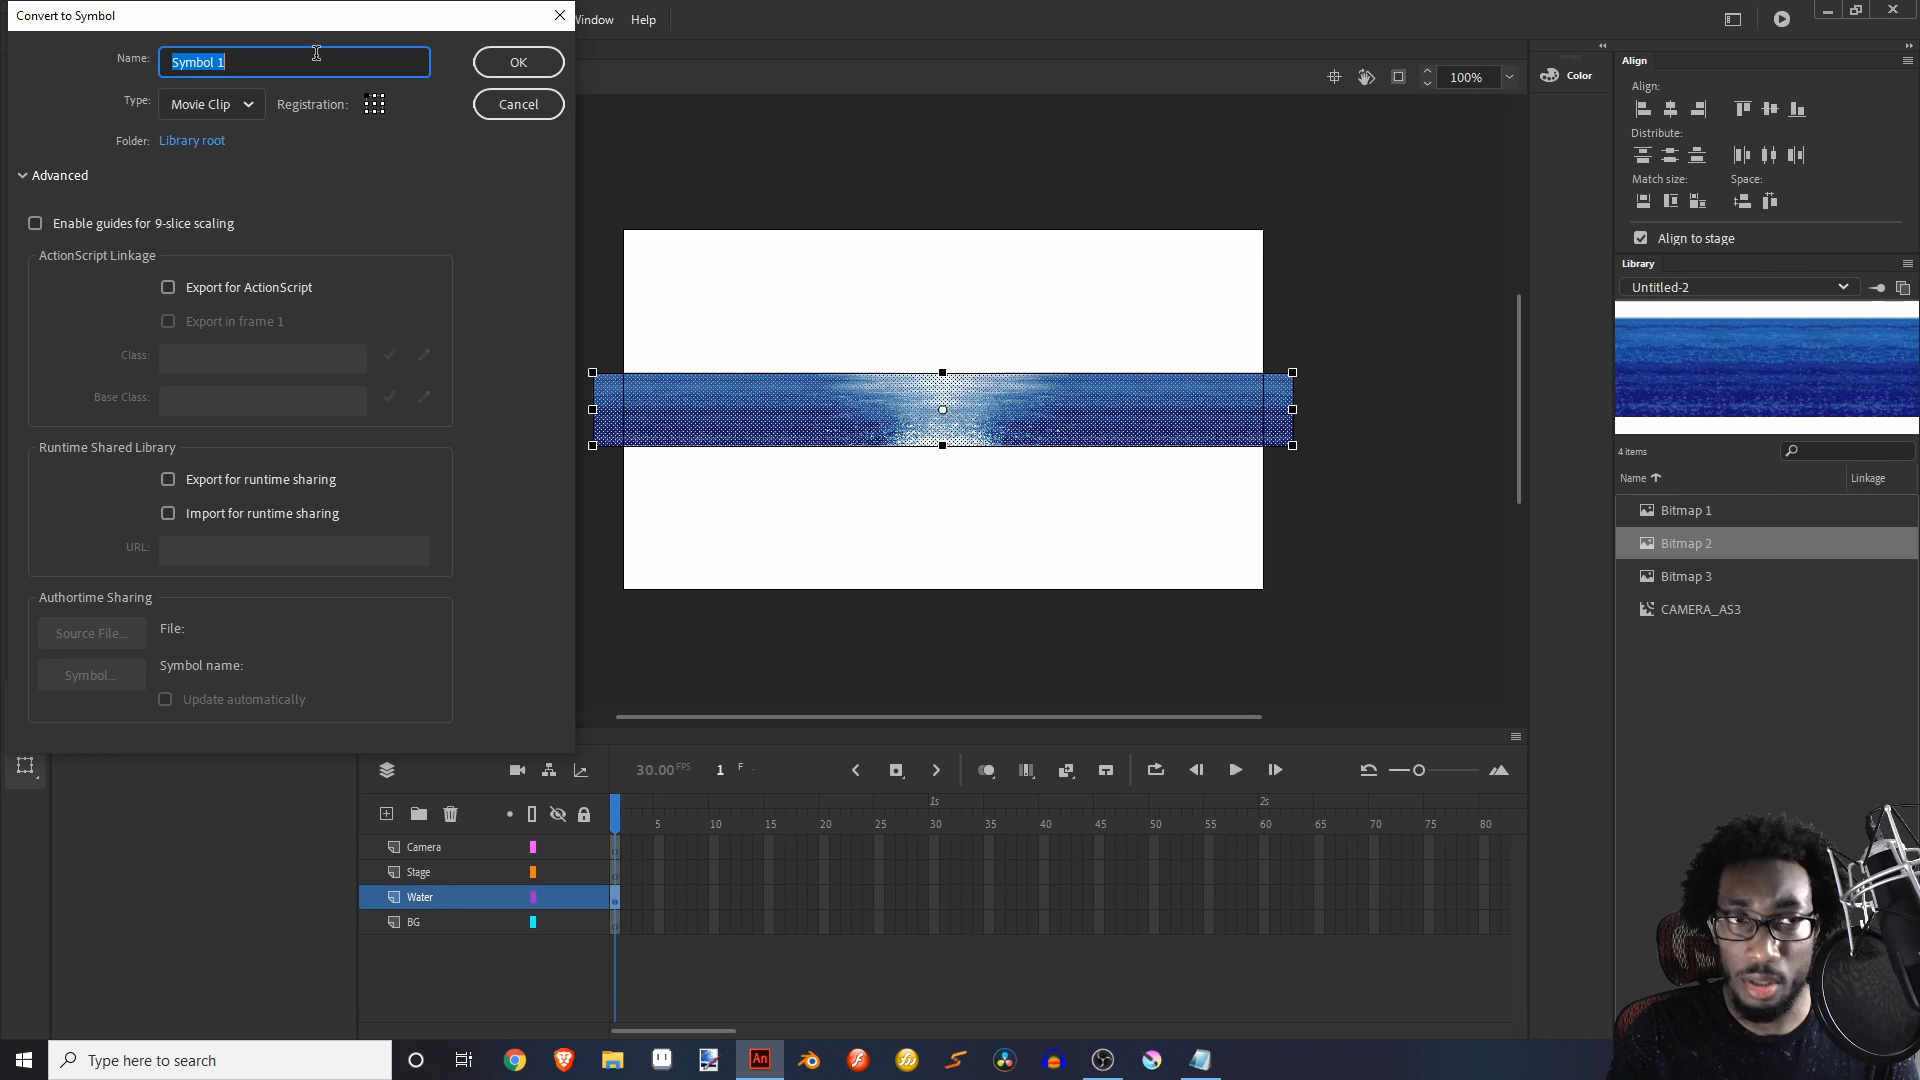 Convert to Symbol
Window Help
Name: Symbol 1 OK
Type: Movie Clip Registration: Cancel
Folder: Library root
Advanced
Enable guides for 9-slice scaling
ActionScript Linkage
Export for ActionScript
Export in frame 1
Class:
Base Class:
Runtime Shared Library
Export for runtime sharing
Import for runtime sharing
URL:
Authortime Sharing
Source File... File:
Symbol name:
Symbol...
Update automatically
100%
Color
Align
Align:
Distribute:
Match size: Space:
Align to stage
Library
Untitled-2
4 items
Name Linkage
Bitmap 1
Bitmap 2
Bitmap 3
CAMERA_AS3
30.00 FPS 1 F
1s 2s
5 10 15 20 25 30 35 40 45 50 55 60 65 70 75 80
Camera
Stage
Water
BG
Type here to search
An